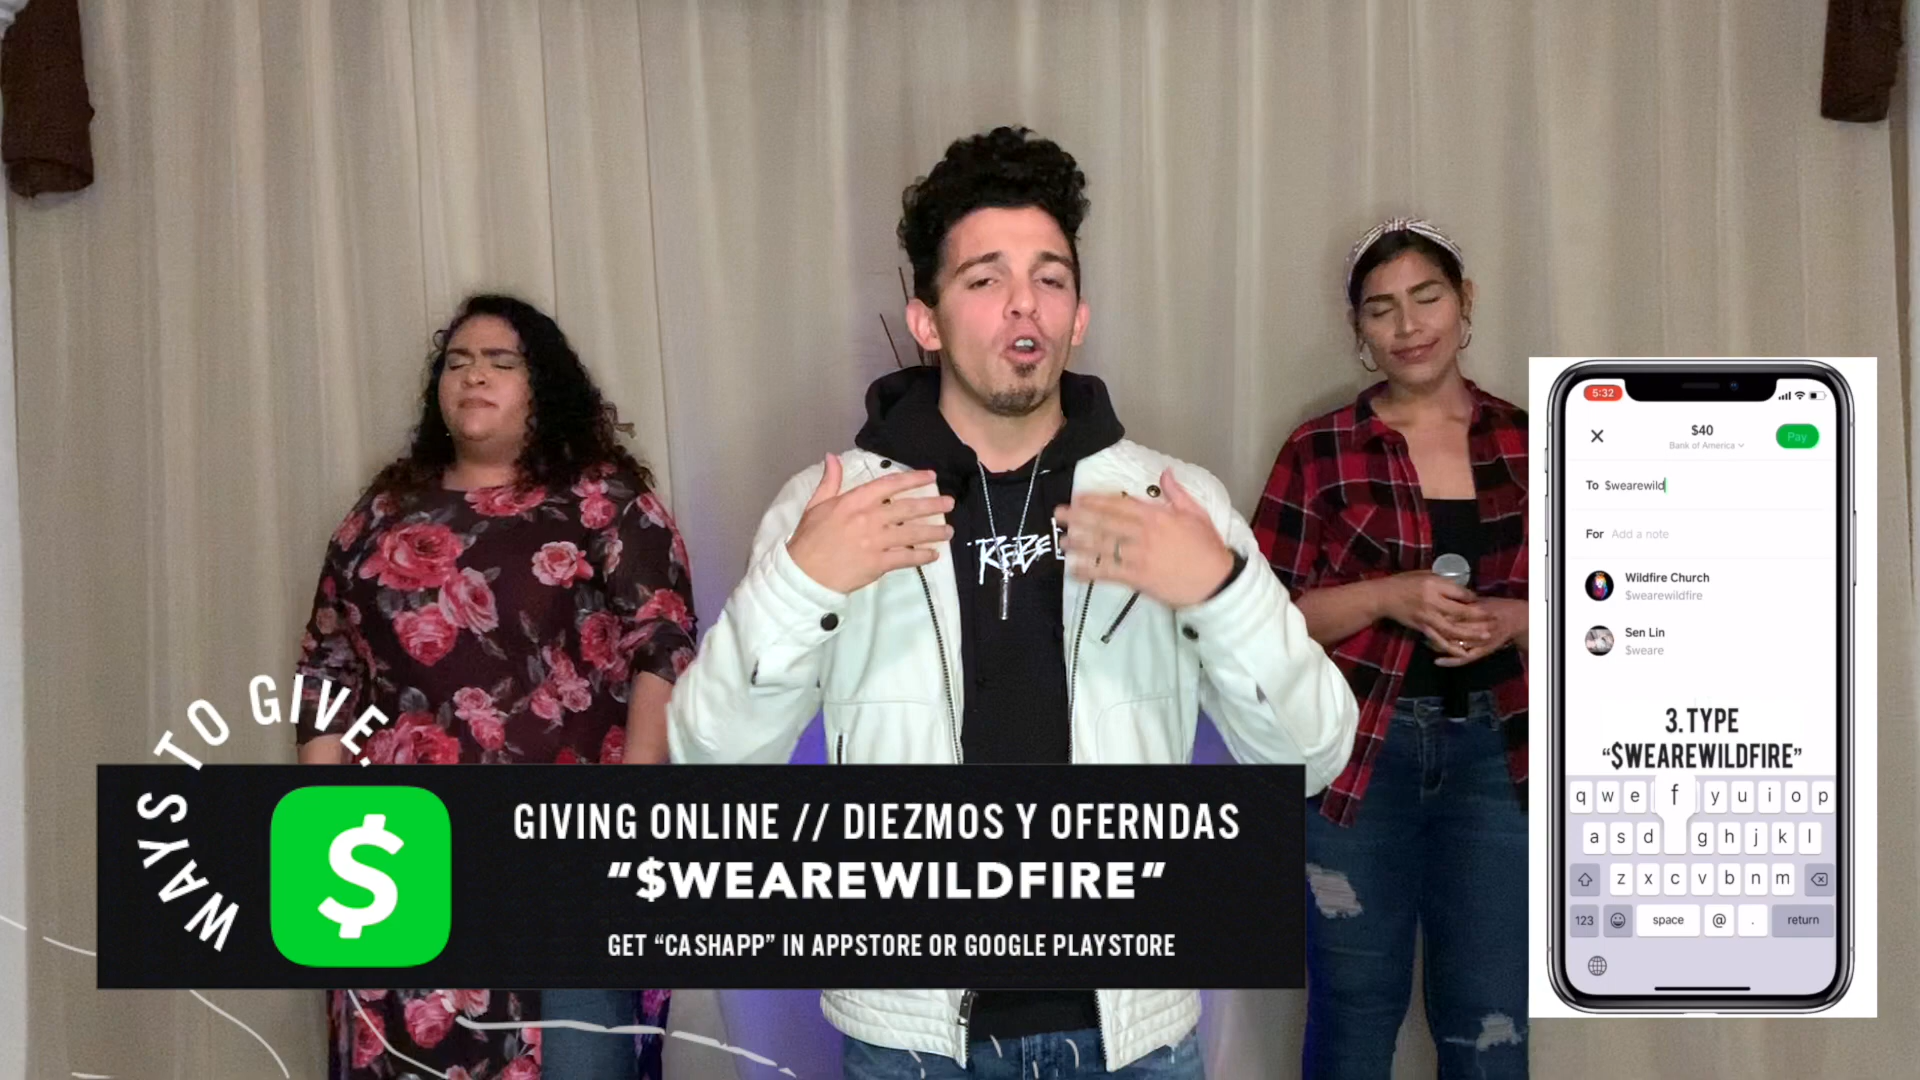 WAYS TO GIVE.
$
GIVING ONLINE // DIEZMOS Y OFERNDAS
"$WEAREWILDFIRE"
GET "CASHAPP" IN APPSTORE OR GOOGLE PLAYSTORE
5:32
$40
Bank of America
Pay
To $wearewild
For Add a note
Wildfire Church
$wearewildfire
Sen Lin
$weare
3. TYPE
"$WEAREWILDFIRE"
q w e f y u i o p
a s d g h j k l
z x c v b n m
123 space @ . return